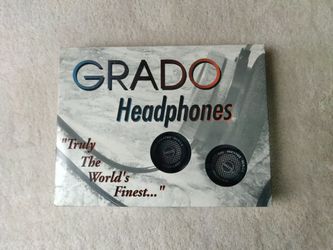 GRADO
Headphones
"Truly
The
World's
Finest..."